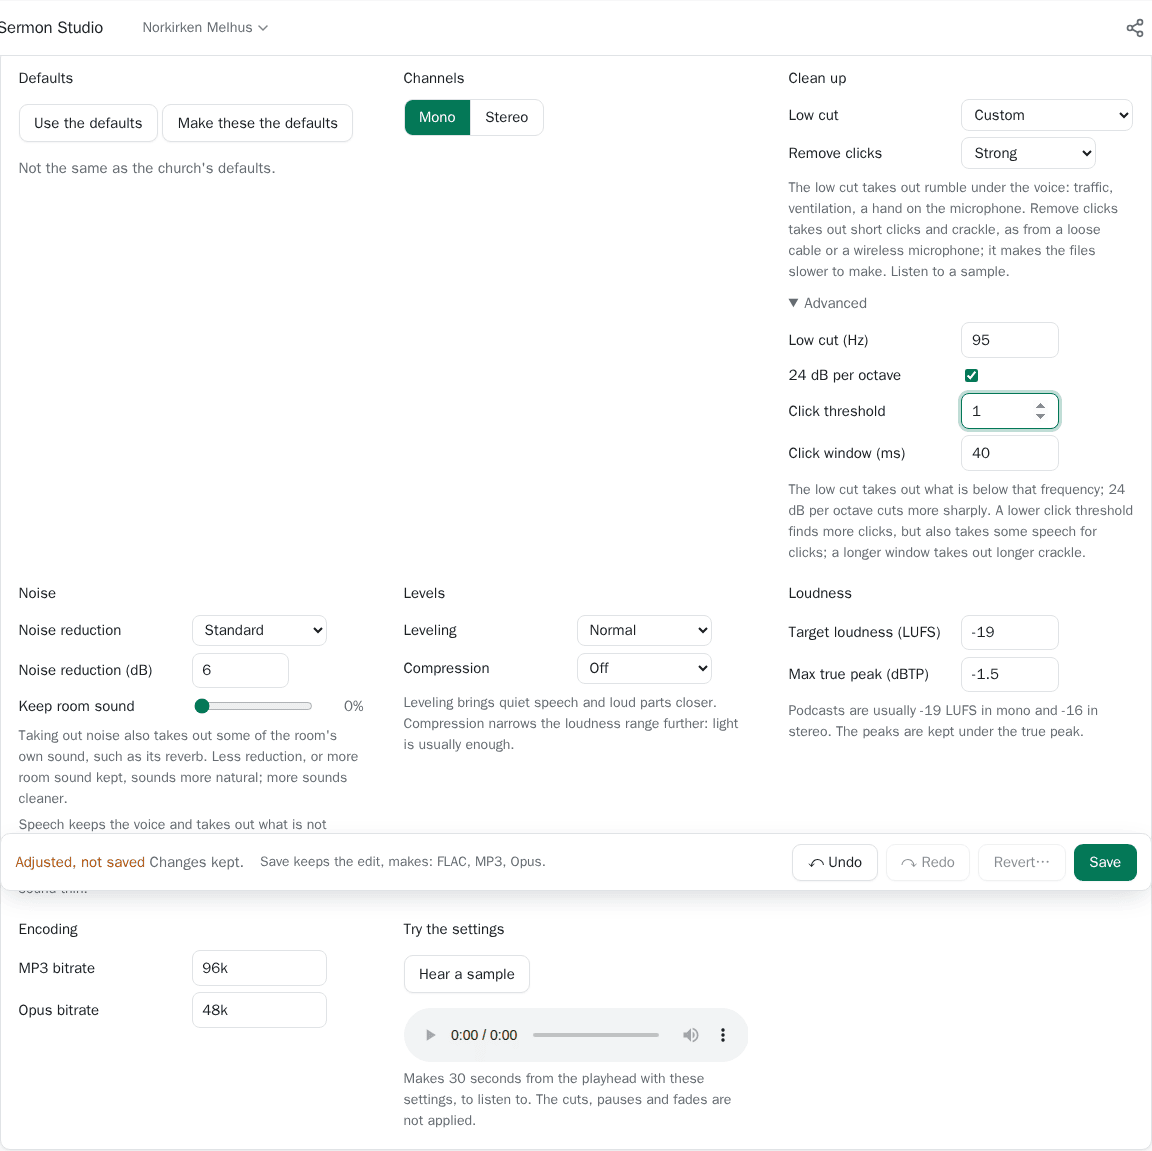 Sermon Studio
Norkirken Melhus
Defaults
Use the defaults
Make these the defaults
Not the same as the church's defaults.
Channels
Mono
Stereo
Clean up
Low cut
Custom
Remove clicks
Strong
The low cut takes out rumble under the voice: traffic,
ventilation, a hand on the microphone. Remove clicks
takes out short clicks and crackle, as from a loose
cable or a wireless microphone; it makes the files
slower to make. Listen to a sample.
Advanced
Low cut (Hz)
95
24 dB per octave
Click threshold
1
Click window (ms)
40
The low cut takes out what is below that frequency; 24
dB per octave cuts more sharply. A lower click threshold
finds more clicks, but also takes some speech for
clicks; a longer window takes out longer crackle.
Noise
Noise reduction
Standard
Noise reduction (dB)
6
Keep room sound
0%
Taking out noise also takes out some of the room's
own sound, such as its reverb. Less reduction, or more
room sound kept, sounds more natural; more sounds
cleaner.
Speech keeps the voice and takes out what is not
Levels
Leveling
Normal
Compression
Off
Leveling brings quiet speech and loud parts closer.
Compression narrows the loudness range further: light
is usually enough.
Loudness
Target loudness (LUFS)
-19
Max true peak (dBTP)
-1.5
Podcasts are usually -19 LUFS in mono and -16 in
stereo. The peaks are kept under the true peak.
Adjusted, not saved Changes kept.
Save keeps the edit, makes: FLAC, MP3, Opus.
Undo
Redo
Revert…
Save
Encoding
MP3 bitrate
96k
Opus bitrate
48k
Try the settings
Hear a sample
0:00 / 0:00
Makes 30 seconds from the playhead with these
settings, to listen to. The cuts, pauses and fades are
not applied.